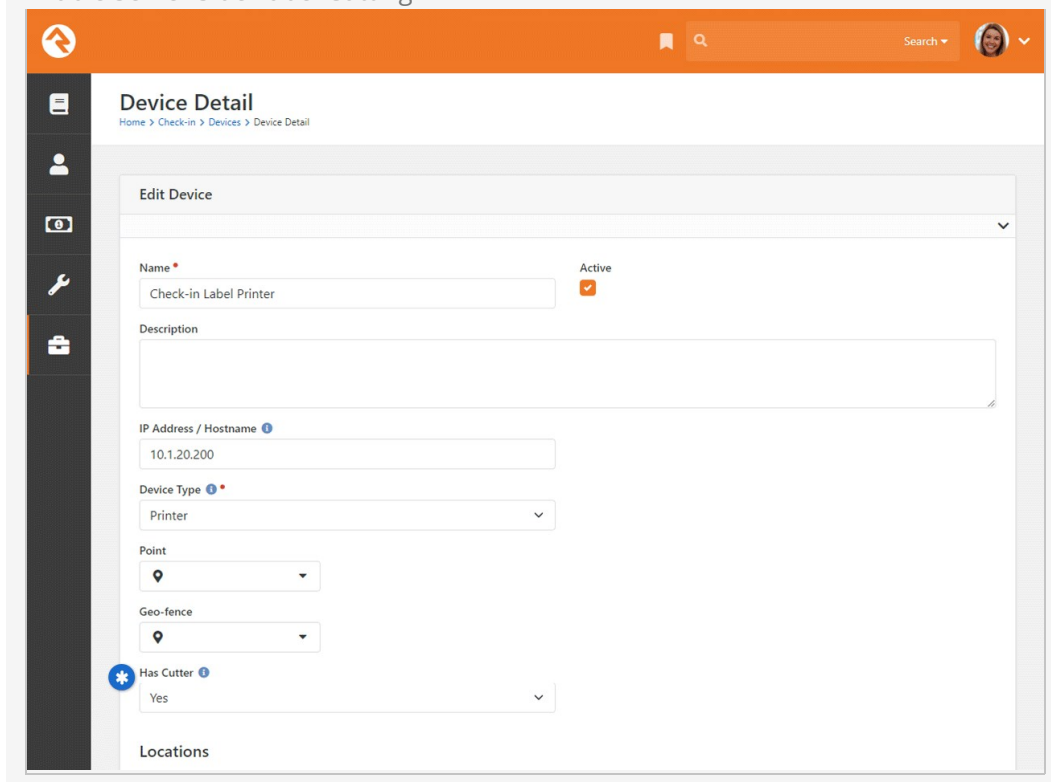 Search
Device Detail
Home > Check-in > Devices > Device Detail
Edit Device
Name *
Active
Check-in Label Printer
Description
IP Address / Hostname
10.1.20.200
Device Type *
Printer
Point
Geo-fence
Has Cutter
Yes
Locations